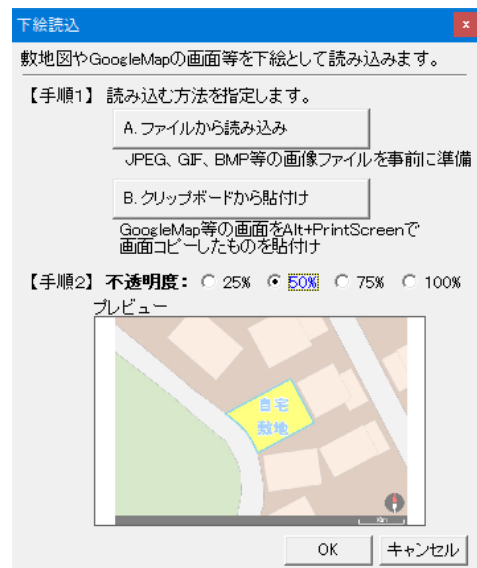 下絵読込
x
敷地図やGoogleMapの画面等を下絵として読み込みます。
【手順1】 読み込む方法を指定します。
A. ファイルから読み込み
JPEG、GIF、BMP等の画像ファイルを事前に準備
B. クリップボードから貼付け
GoogleMap等の画面をAlt+PrintScreenで
画面コピーしたものを貼付け
【手順2】 不透明度： 25% 50% 75% 100%
プレビュー
自宅
敷地
OK キャンセル